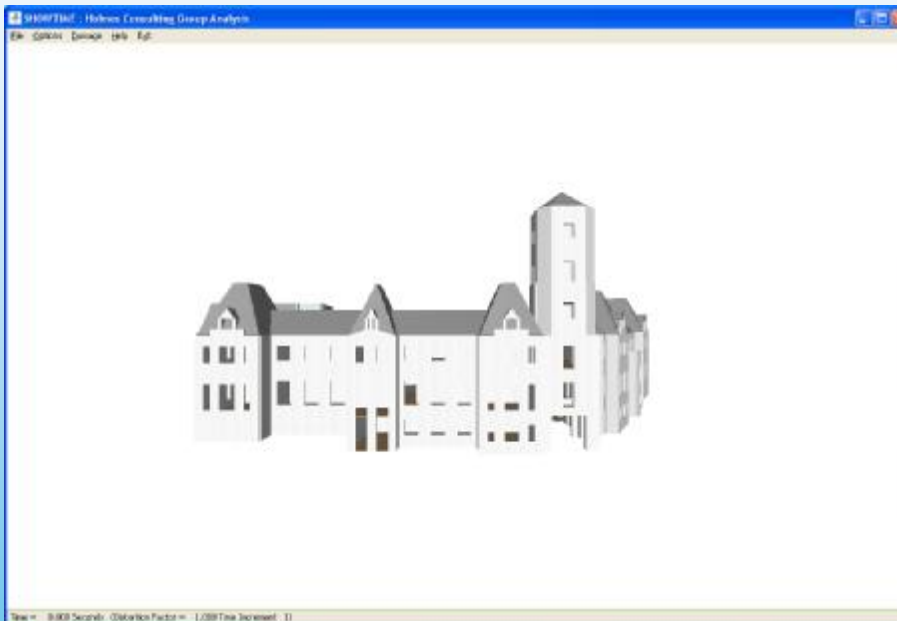 SHOWTIME : Holmes Consulting Group Analysis
File Options Damage Help Exit
Time = 0.000 Seconds (Distortion Factor = 1.000 Time Increment 1)